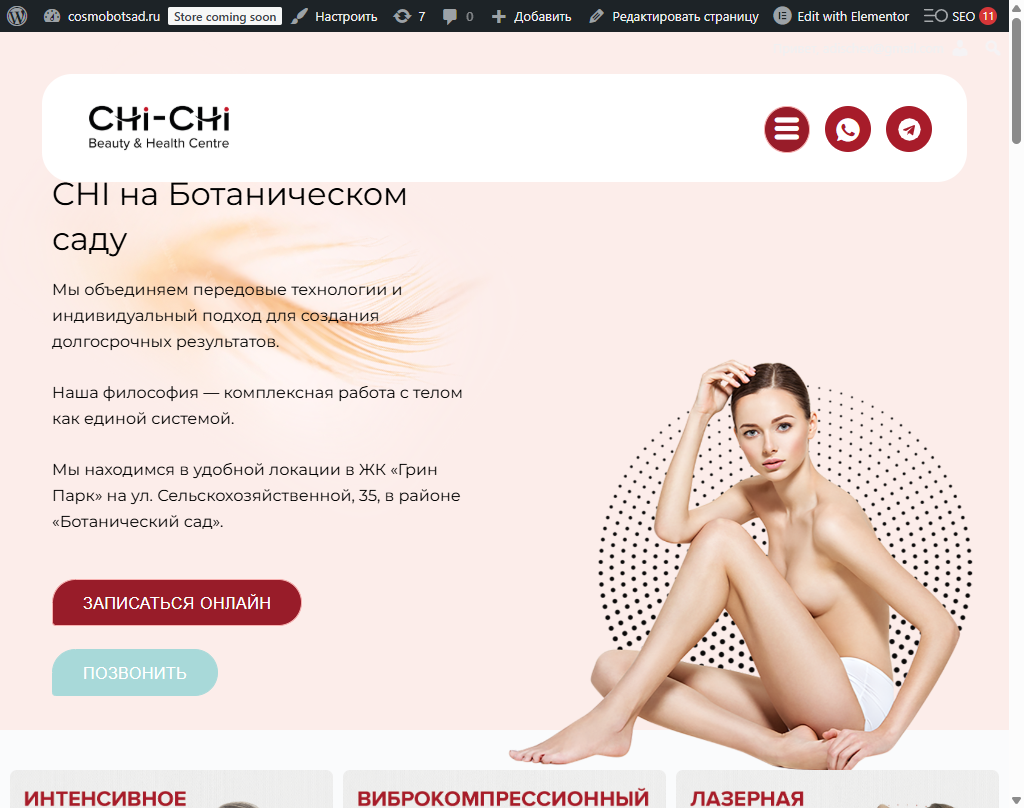 cosmobotsad.ru Store coming soon Настроить 7 0 Добавить Редактировать страницу Edit with Elementor SEO 11
CHi-CHi
Beauty & Health Centre
CHI на Ботаническом
саду
Мы объединяем передовые технологии и
индивидуальный подход для создания
долгосрочных результатов.
Наша философия — комплексная работа с телом
как единой системой.
Мы находимся в удобной локации в ЖК «Грин
Парк» на ул. Сельскохозяйственной, 35, в районе
«Ботанический сад».
ЗАПИСАТЬСЯ ОНЛАЙН
ПОЗВОНИТЬ
ИНТЕНСИВНОЕ
ВИБРОКОМПРЕССИОННЫЙ
ЛАЗЕРНАЯ